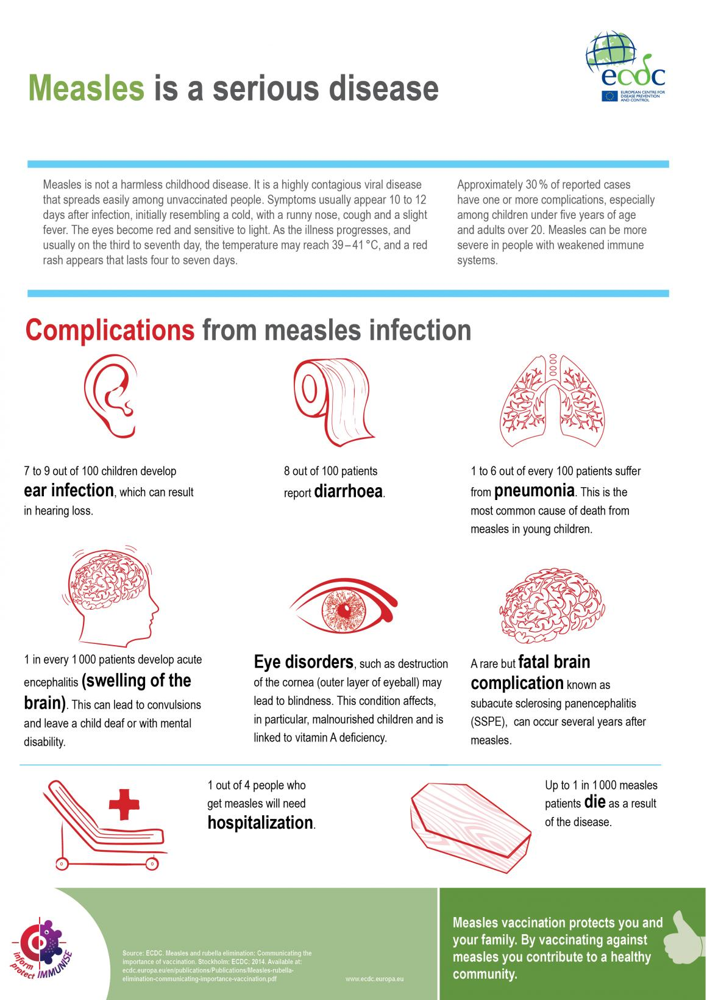 Measles is a serious disease
ecdc
EUROPEAN CENTRE FOR
DISEASE PREVENTION
AND CONTROL
Measles is not a harmless childhood disease. It is a highly contagious viral disease
that spreads easily among unvaccinated people. Symptoms usually appear 10 to 12
days after infection, initially resembling a cold, with a runny nose, cough and a slight
fever. The eyes become red and sensitive to light. As the illness progresses, and
usually on the third to seventh day, the temperature may reach 39–41 °C, and a red
rash appears that lasts four to seven days.
Approximately 30 % of reported cases
have one or more complications, especially
among children under five years of age
and adults over 20. Measles can be more
severe in people with weakened immune
systems.
Complications from measles infection
7 to 9 out of 100 children develop
ear infection, which can result
in hearing loss.
8 out of 100 patients
report diarrhoea.
1 to 6 out of every 100 patients suffer
from pneumonia. This is the
most common cause of death from
measles in young children.
1 in every 1 000 patients develop acute
encephalitis (swelling of the
brain). This can lead to convulsions
and leave a child deaf or with mental
disability.
Eye disorders, such as destruction
of the cornea (outer layer of eyeball) may
lead to blindness. This condition affects,
in particular, malnourished children and is
linked to vitamin A deficiency.
A rare but fatal brain
complication known as
subacute sclerosing panencephalitis
(SSPE), can occur several years after
measles.
1 out of 4 people who
get measles will need
hospitalization.
Up to 1 in 1 000 measles
patients die as a result
of the disease.
inform
protect IMMUNISE
Source: ECDC. Measles and rubella elimination: Communicating the
importance of vaccination. Stockholm: ECDC; 2014. Available at:
ecdc.europa.eu/en/publications/Publications/Measles-rubella-
elimination-communicating-importance-vaccination.pdf
www.ecdc.europa.eu
Measles vaccination protects you and
your family. By vaccinating against
measles you contribute to a healthy
community.